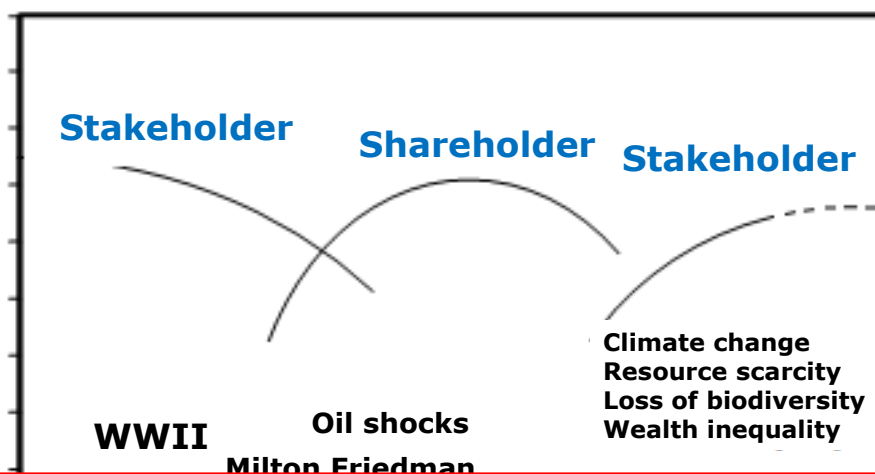 Stakeholder
Shareholder
Stakeholder
Climate change
Resource scarcity
Loss of biodiversity
Wealth inequality
Oil shocks
WWII
Milton Friedman